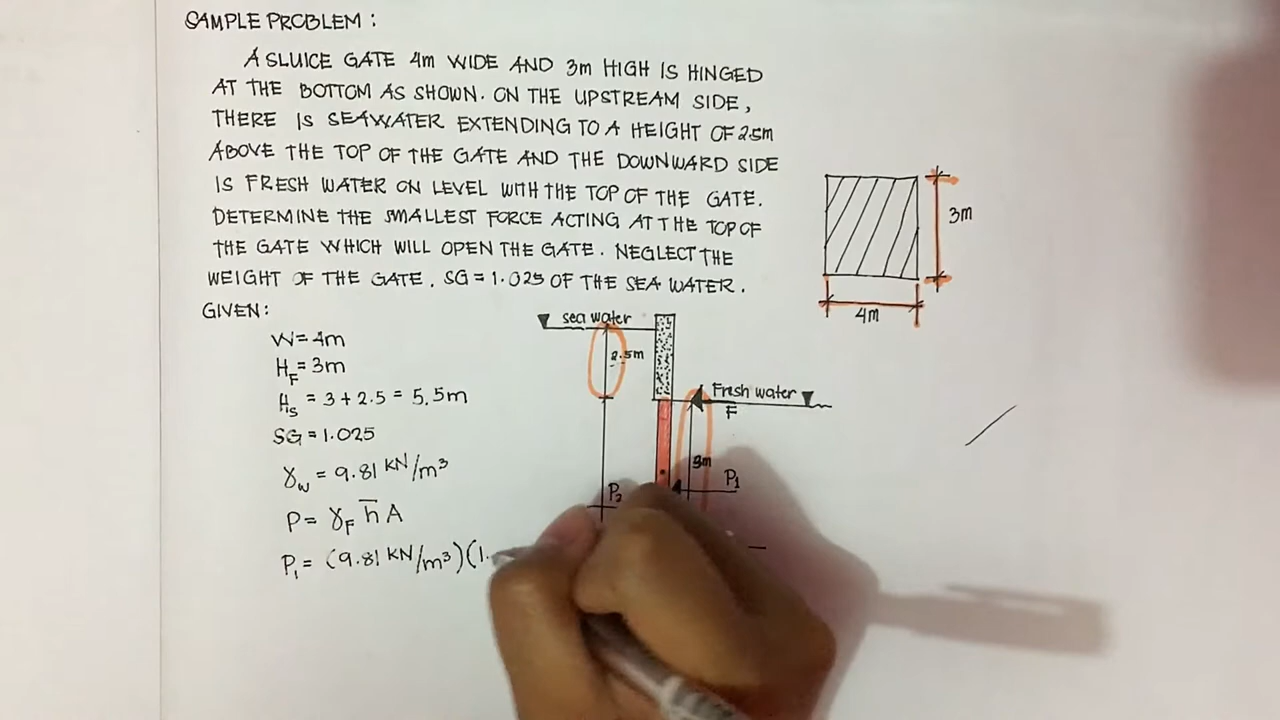 SAMPLE PROBLEM :
A SLUICE GATE 4m WIDE AND 3m HIGH IS HINGED
AT THE BOTTOM AS SHOWN. ON THE UPSTREAM SIDE,
THERE IS SEAWATER EXTENDING TO A HEIGHT OF 2.5m
ABOVE THE TOP OF THE GATE AND THE DOWNWARD SIDE
IS FRESH WATER ON LEVEL WITH THE TOP OF THE GATE.
DETERMINE THE SMALLEST FORCE ACTING AT THE TOP OF
THE GATE WHICH WILL OPEN THE GATE. NEGLECT THE
WEIGHT OF THE GATE. SG = 1.025 OF THE SEA WATER.
GIVEN:
W = 4m
H_F = 3m
H_S = 3 + 2.5 = 5.5m
SG = 1.025
γ_w = 9.81 KN/m³
P = γ_F h̄ A
P₁ = (9.81 KN/m³)(1.
3m
4m
sea water
2.5m
Fresh water
F
3m
P₁
P₂